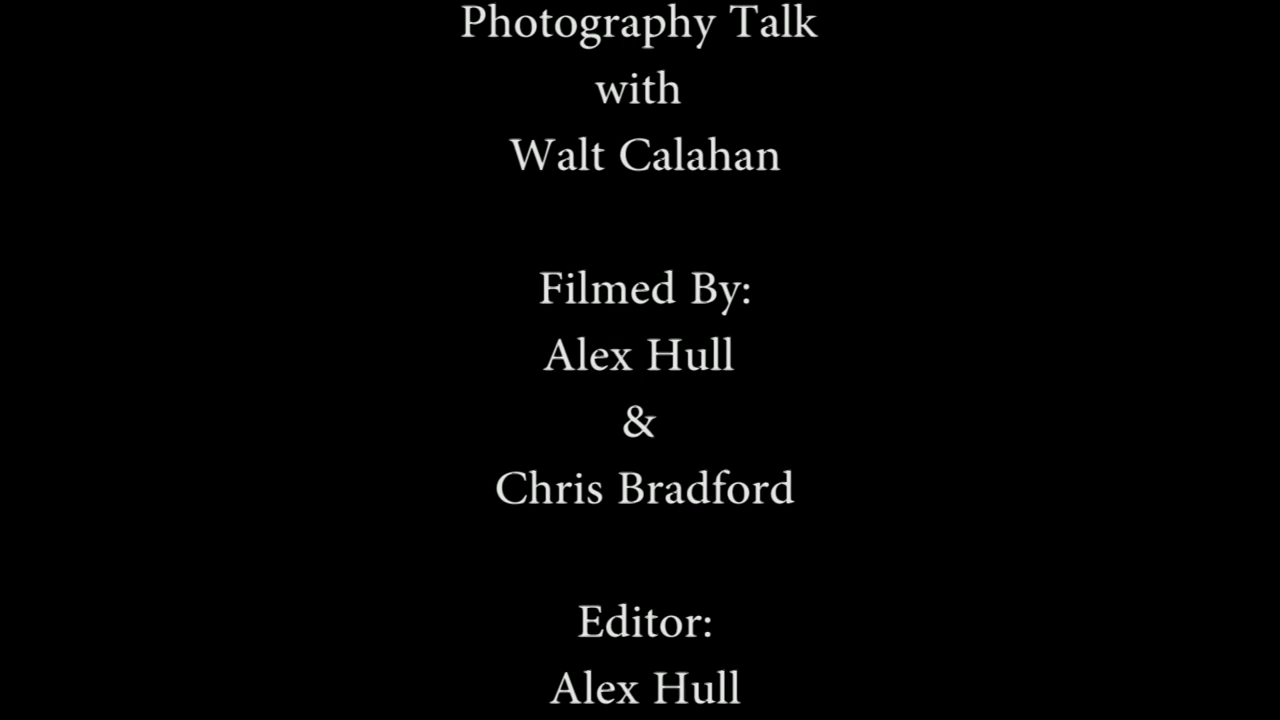 Photography Talk
with
Walt Calahan
Filmed By:
Alex Hull
&
Chris Bradford
Editor:
Alex Hull